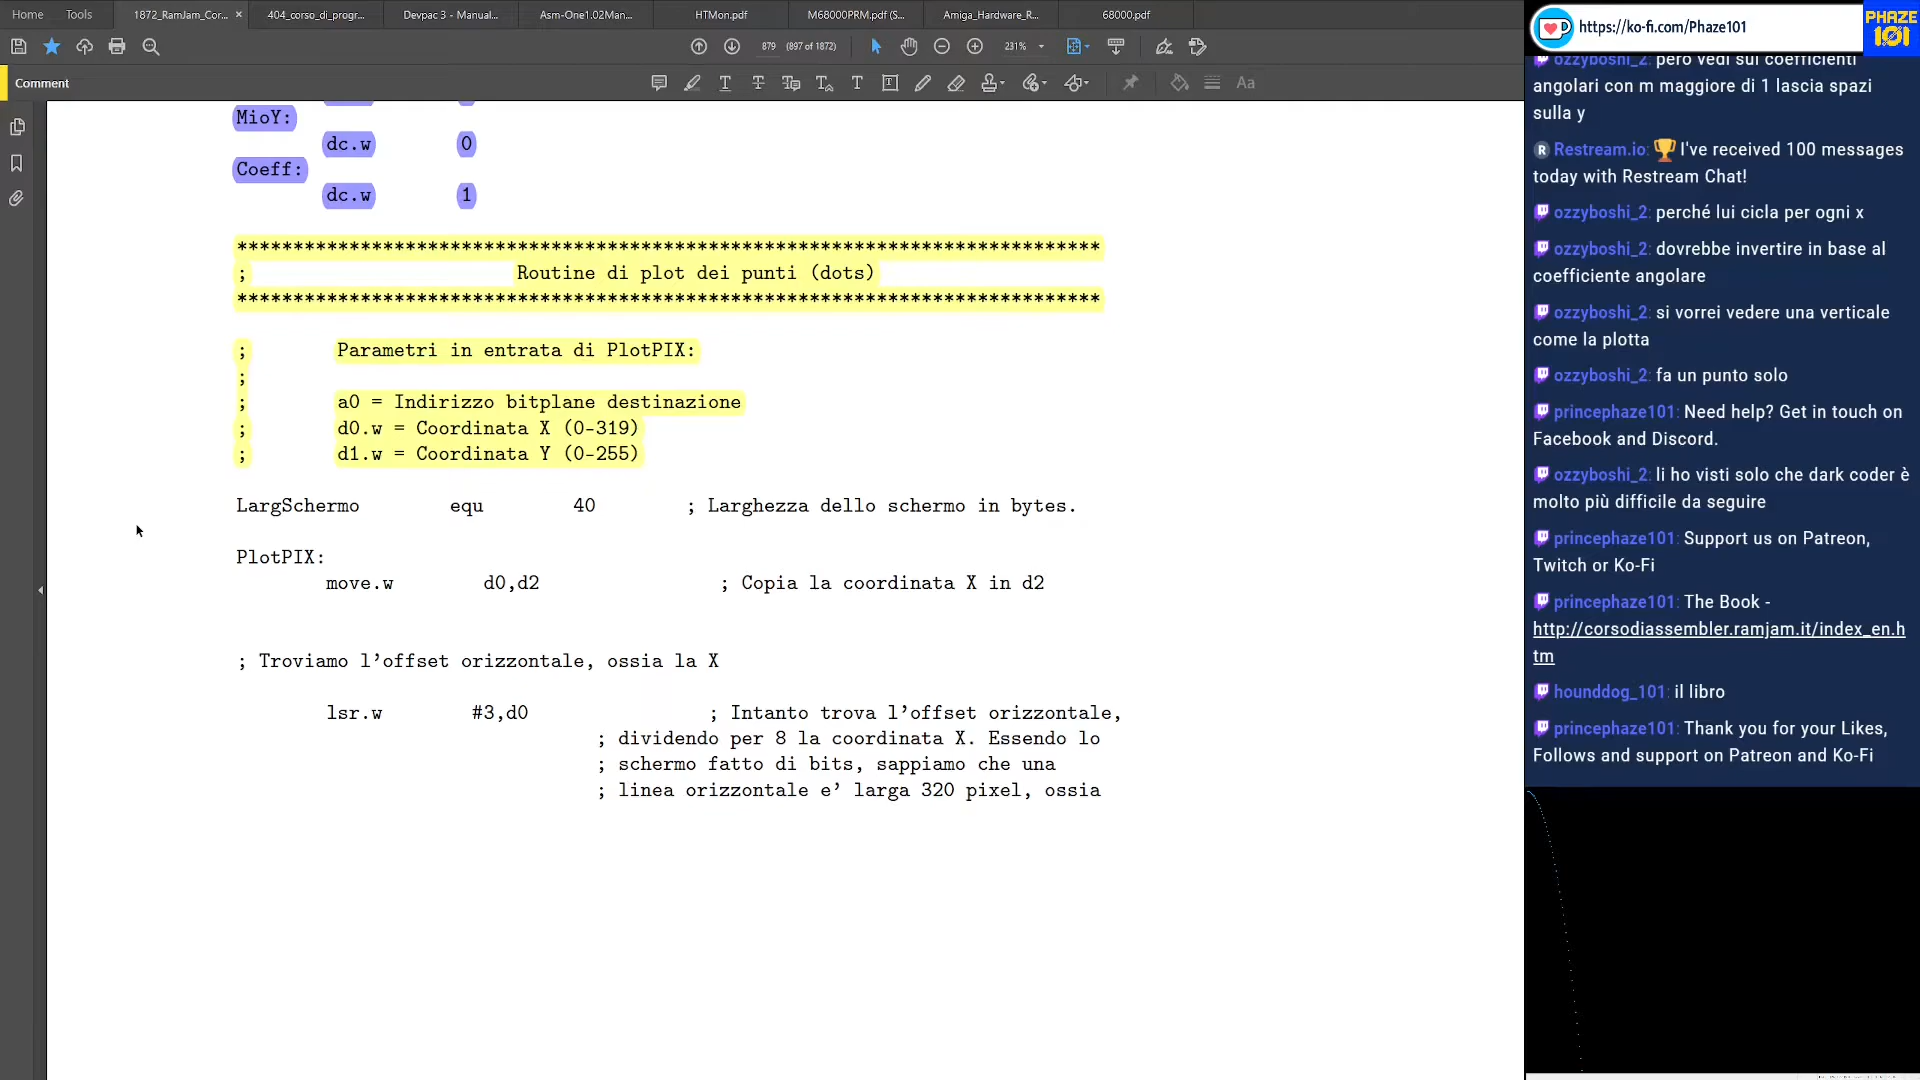 Home
Tools
1872_RamJam_Cor...
404_corso_di_progr...
Devpac 3 - Manual...
Asm-One1.02Man...
HTMon.pdf
M68000PRM.pdf (S...
Amiga_Hardware_R...
68000.pdf
879 (897 of 1872)
231%
Comment
MioY:
dc.w 0
Coeff:
dc.w 1
*****************************************************************************
; Routine di plot dei punti (dots)
*****************************************************************************
; Parametri in entrata di PlotPIX:
;
; a0 = Indirizzo bitplane destinazione
; d0.w = Coordinata X (0-319)
; d1.w = Coordinata Y (0-255)
LargSchermo equ 40 ; Larghezza dello schermo in bytes.
PlotPIX:
move.w d0,d2 ; Copia la coordinata X in d2
; Troviamo l'offset orizzontale, ossia la X
lsr.w #3,d0 ; Intanto trova l'offset orizzontale,
; dividendo per 8 la coordinata X. Essendo lo
; schermo fatto di bits, sappiamo che una
; linea orizzontale e' larga 320 pixel, ossia
https://ko-fi.com/Phaze101
PHAZE
101
ozzyboshi_2: però vedi sui coefficienti
angolari con m maggiore di 1 lascia spazi
sulla y
Restream.io: 🏆 I've received 100 messages
today with Restream Chat!
ozzyboshi_2: perché lui cicla per ogni x
ozzyboshi_2: dovrebbe invertire in base al
coefficiente angolare
ozzyboshi_2: si vorrei vedere una verticale
come la plotta
ozzyboshi_2: fa un punto solo
princephaze101: Need help? Get in touch on
Facebook and Discord.
ozzyboshi_2: li ho visti solo che dark coder è
molto più difficile da seguire
princephaze101: Support us on Patreon,
Twitch or Ko-Fi
princephaze101: The Book -
http://corsodiassembler.ramjam.it/index_en.h
tm
hounddog_101: il libro
princephaze101: Thank you for your Likes,
Follows and support on Patreon and Ko-Fi